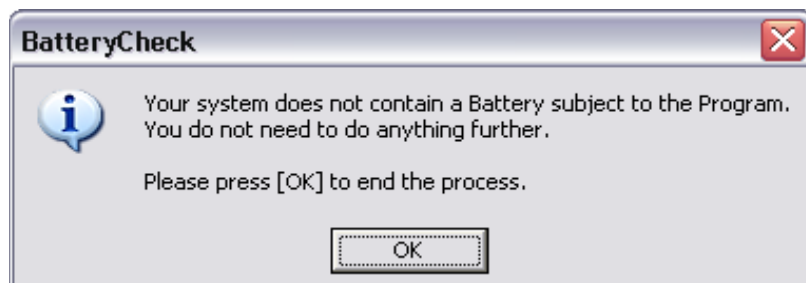 BatteryCheck
Your system does not contain a Battery subject to the Program.
You do not need to do anything further.
Please press [OK] to end the process.
OK